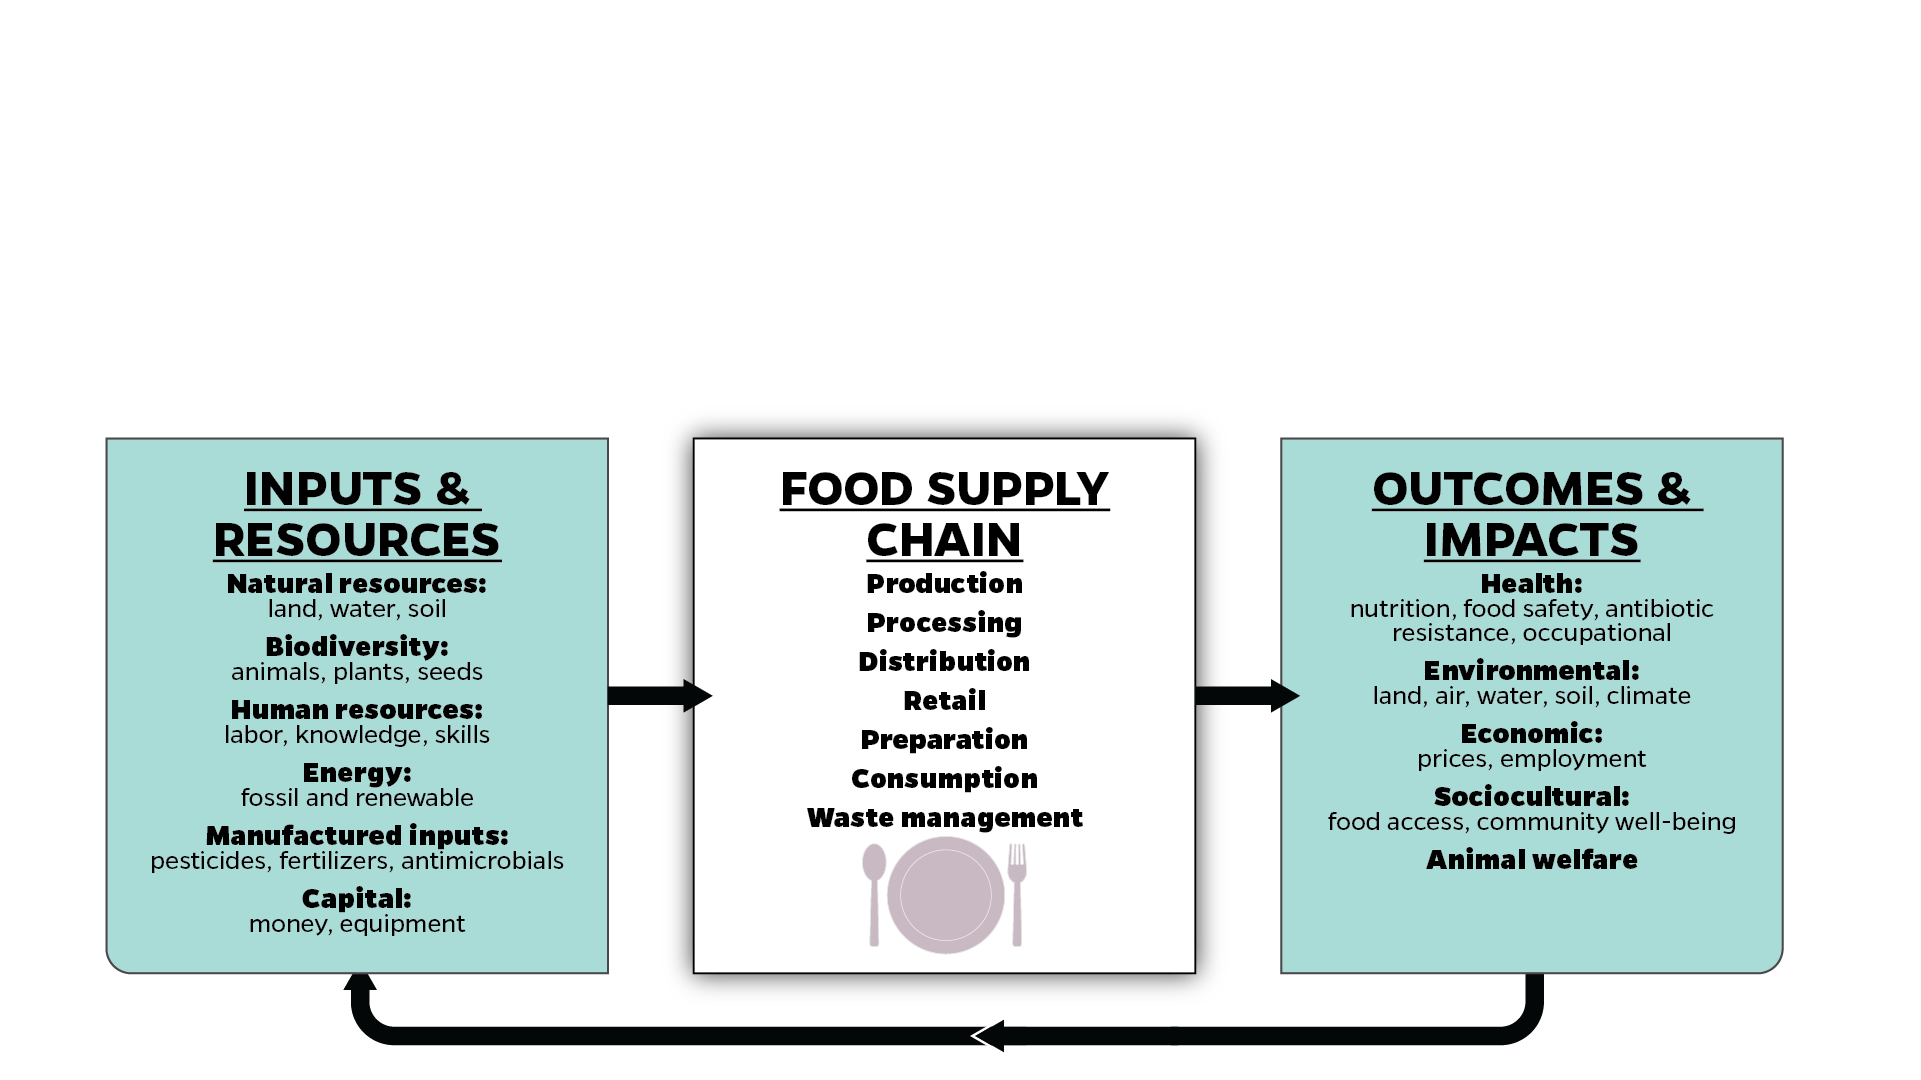 INPUTS &
RESOURCES
Natural resources:
land, water, soil
Biodiversity:
animals, plants, seeds
Human resources:
labor, knowledge, skills
Energy:
fossil and renewable
Manufactured inputs:
pesticides, fertilizers, antimicrobials
Capital:
money, equipment
FOOD SUPPLY
CHAIN
Production
Processing
Distribution
Retail
Preparation
Consumption
Waste management
OUTCOMES &
IMPACTS
Health:
nutrition, food safety, antibiotic
resistance, occupational
Environmental:
land, air, water, soil, climate
Economic:
prices, employment
Sociocultural:
food access, community well-being
Animal welfare